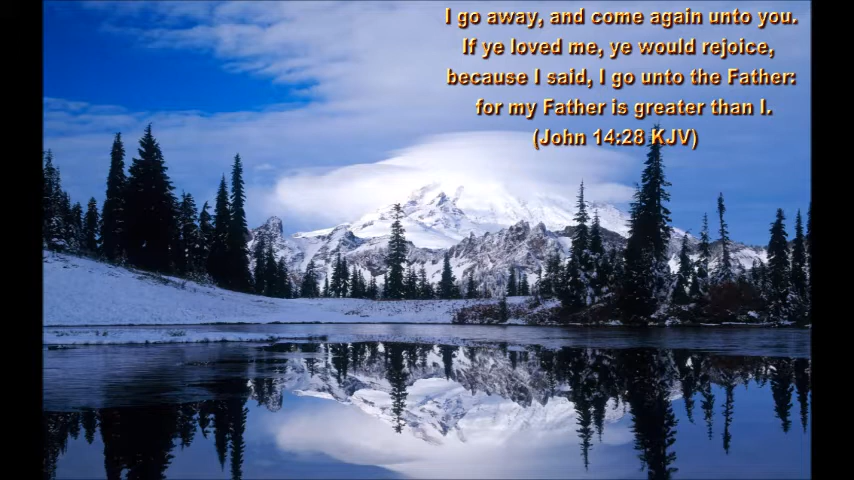 I go away, and come again unto you.
If ye loved me, ye would rejoice,
because I said, I go unto the Father:
for my Father is greater than I.
(John 14:28 KJV)